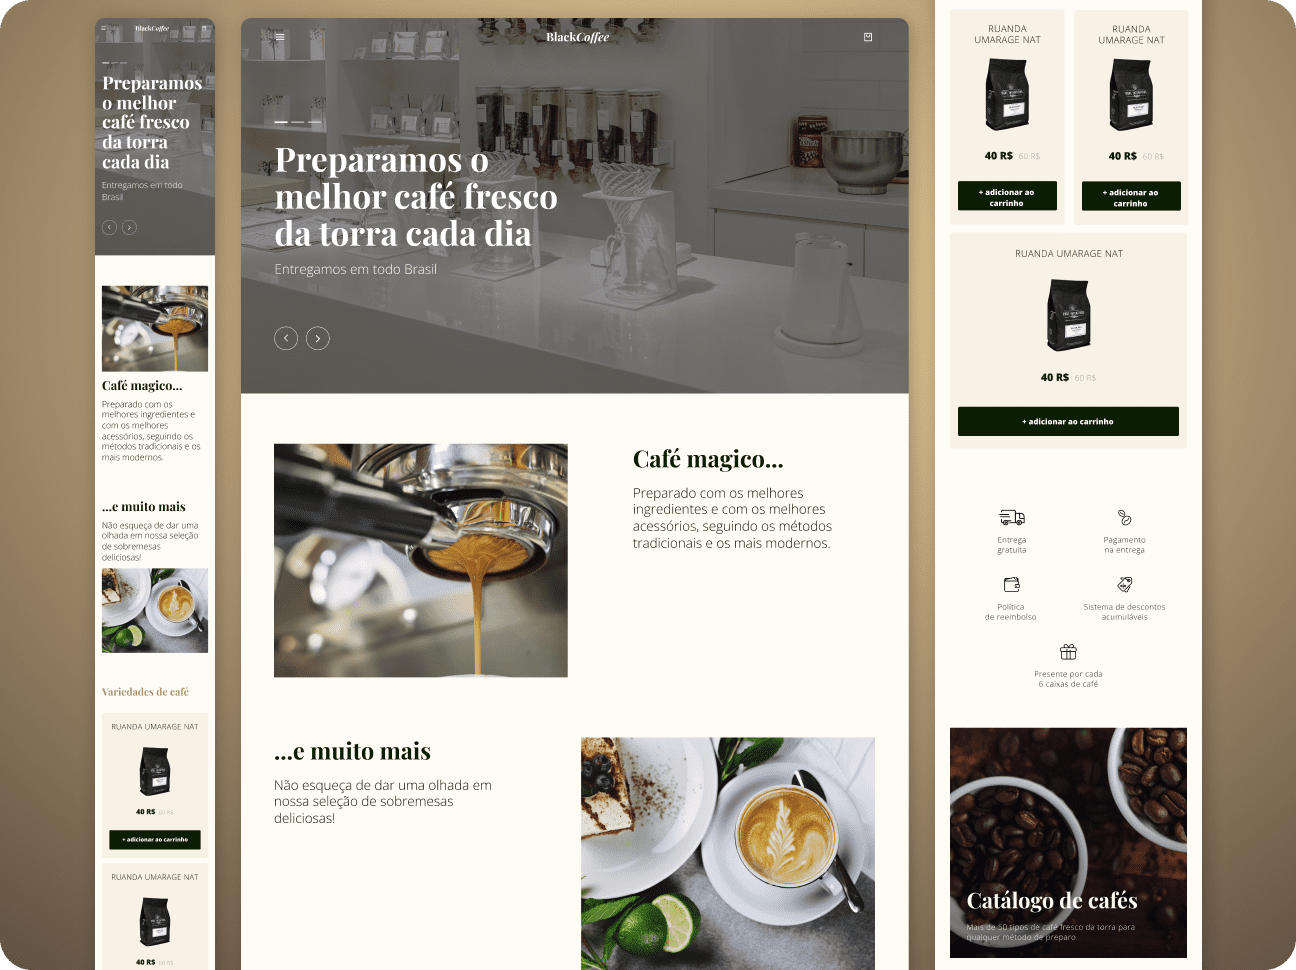 BlackCoffee
Preparamos
o melhor
café fresco
da torra
cada dia
Entregamos em todo
Brasil
Café magico...
Preparado com os
melhores ingredientes e
com os melhores
acessórios, seguindo os
métodos tradicionais e os
mais modernos.
...e muito mais
Não esqueça de dar uma
olhada em nossa seleção
de sobremesas
deliciosas!
Variedades de café
RUANDA UMARAGE NAT
40 R$ 60 R$
+ adicionar ao carrinho
RUANDA UMARAGE NAT
40 R$ 60 R$
BlackCoffee
Preparamos o
melhor café fresco
da torra cada dia
Entregamos em todo Brasil
Café magico...
Preparado com os melhores
ingredientes e com os melhores
acessórios, seguindo os métodos
tradicionais e os mais modernos.
...e muito mais
Não esqueça de dar uma olhada em
nossa seleção de sobremesas
deliciosas!
RUANDA
UMARAGE NAT
40 R$ 60 R$
+ adicionar ao
carrinho
RUANDA
UMARAGE NAT
40 R$ 60 R$
+ adicionar ao
carrinho
RUANDA UMARAGE NAT
40 R$ 60 R$
+ adicionar ao carrinho
Entrega
gratuita
Pagamento
na entrega
Política
de reembolso
Sistema de descontos
acumuláveis
Presente por cada
6 caixas de café
Catálogo de cafés
Mais de 50 tipos de café fresco da torra para
qualquer método de preparo